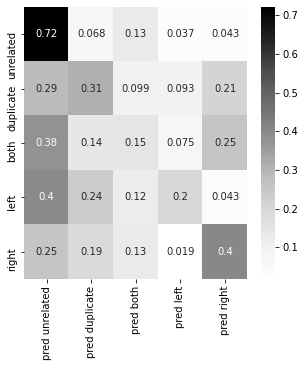 unrelated 0.72 0.068 0.13 0.037 0.043
duplicate 0.29 0.31 0.099 0.093 0.21
both 0.38 0.14 0.15 0.075 0.25
left 0.4 0.24 0.12 0.2 0.043
right 0.25 0.19 0.13 0.019 0.4
pred unrelated
pred duplicate
pred both
pred left
pred right
0.7
0.6
0.5
0.4
0.3
0.2
0.1